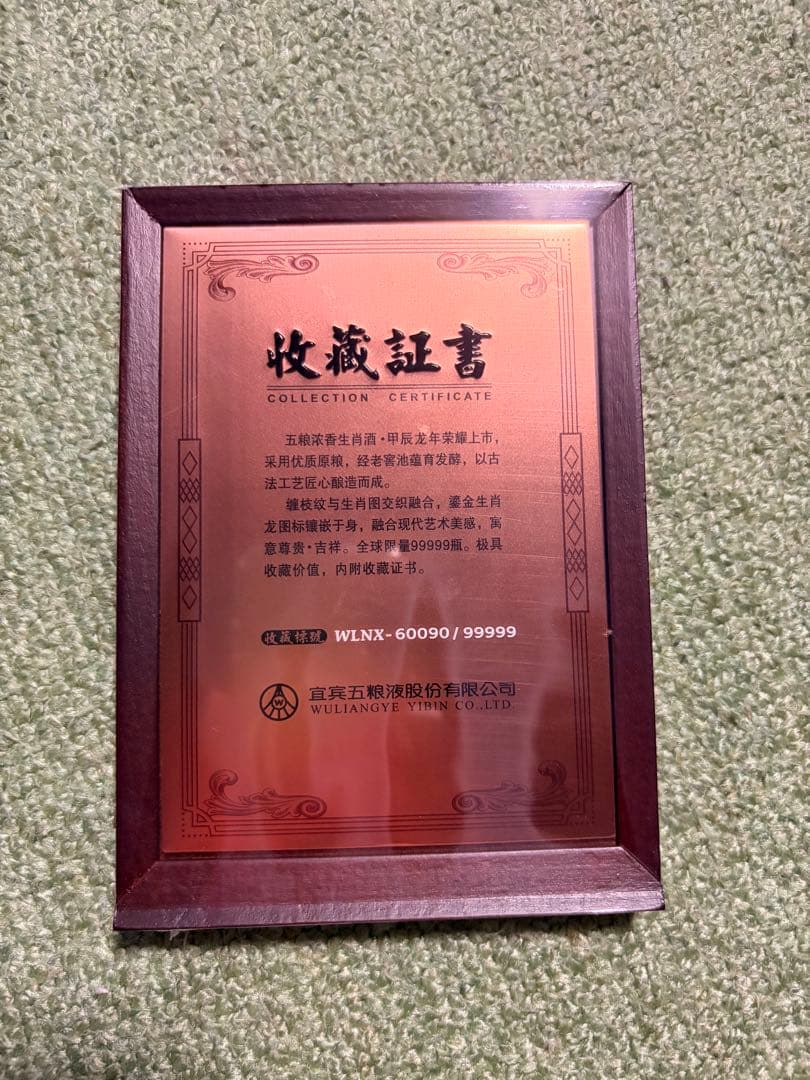 收藏証書
COLLECTION CERTIFICATE
五粮浓香生肖酒·甲辰龙年荣耀上市，
采用优质原粮，经老窖池蕴育发酵，以古
法工艺匠心酿造而成。
缠枝纹与生肖图交织融合，鎏金生肖
龙图标镶嵌于身，融合现代艺术美感，寓
意尊贵·吉祥。全球限量99999瓶。极具
收藏价值，内附收藏证书。
收藏標號 WLNX-60090/99999
W
宜宾五粮液股份有限公司
WULIANGYE YIBIN CO.,LTD.